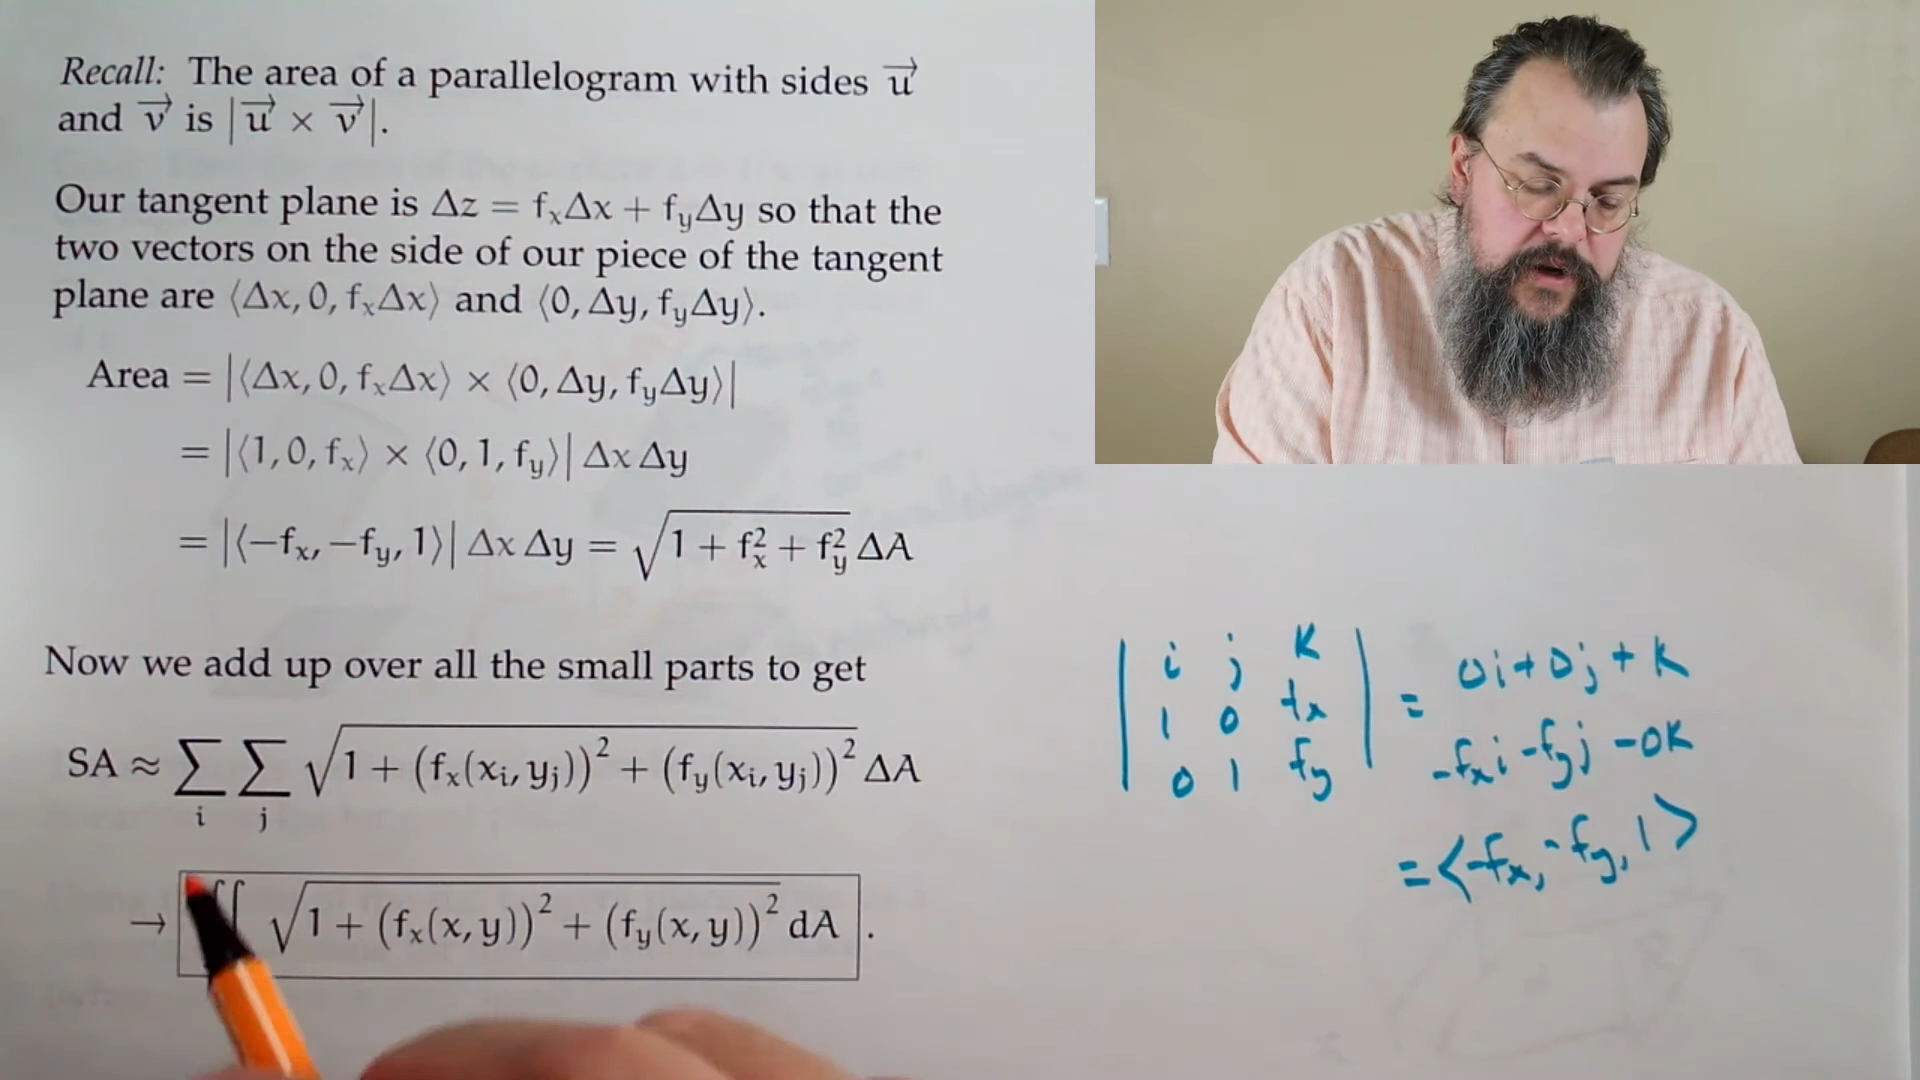 Recall: The area of a parallelogram with sides u⃗
and v⃗ is |u⃗ × v⃗|.
Our tangent plane is Δz = fₓΔx + f_yΔy so that the
two vectors on the side of our piece of the tangent
plane are ⟨Δx, 0, fₓΔx⟩ and ⟨0, Δy, f_yΔy⟩.
Area = |⟨Δx, 0, fₓΔx⟩ × ⟨0, Δy, f_yΔy⟩|
= |⟨1, 0, fₓ⟩ × ⟨0, 1, f_y⟩| Δx Δy
= |⟨−fₓ, −f_y, 1⟩| Δx Δy = √(1 + fₓ² + f_y²) ΔA
Now we add up over all the small parts to get
SA ≈ ∑_i ∑_j √(1 + (fₓ(x_i, y_j))² + (f_y(x_i, y_j))²) ΔA
→ ∬ √(1 + (fₓ(x, y))² + (f_y(x, y))²) dA .
| i j k |
| 1 0 fₓ |
| 0 1 f_y |
= 0i + 0j + k
−fₓi − f_yj − 0k
= <−fₓ, −f_y, 1>